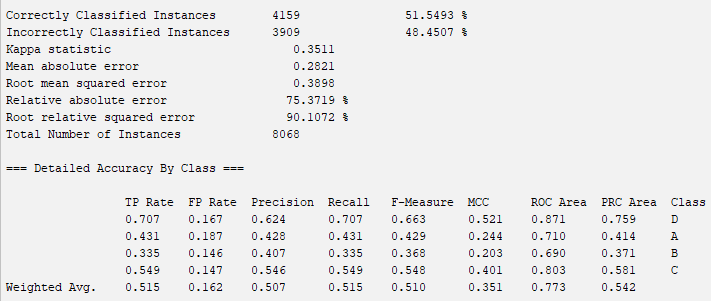 Correctly Classified Instances 4159 51.5493 %
Incorrectly Classified Instances 3909 48.4507 %
Kappa statistic 0.3511
Mean absolute error 0.2821
Root mean squared error 0.3898
Relative absolute error 75.3719 %
Root relative squared error 90.1072 %
Total Number of Instances 8068
=== Detailed Accuracy By Class ===
TP Rate FP Rate Precision Recall F-Measure MCC ROC Area PRC Area Class
0.707 0.167 0.624 0.707 0.663 0.521 0.871 0.759 D
0.431 0.187 0.428 0.431 0.429 0.244 0.710 0.414 A
0.335 0.146 0.407 0.335 0.368 0.203 0.690 0.371 B
0.549 0.147 0.546 0.549 0.548 0.401 0.803 0.581 C
Weighted Avg. 0.515 0.162 0.507 0.515 0.510 0.351 0.773 0.542